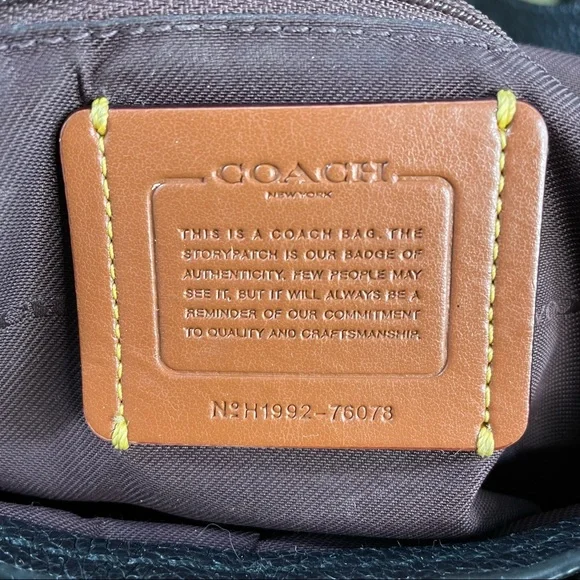 COACH
NEW YORK
THIS IS A COACH BAG. THE
STORYPATCH IS OUR BADGE OF
AUTHENTICITY. FEW PEOPLE MAY
SEE IT, BUT IT WILL ALWAYS BE A
REMINDER OF OUR COMMITMENT
TO QUALITY AND CRAFTSMANSHIP.
Nº H1992-76078